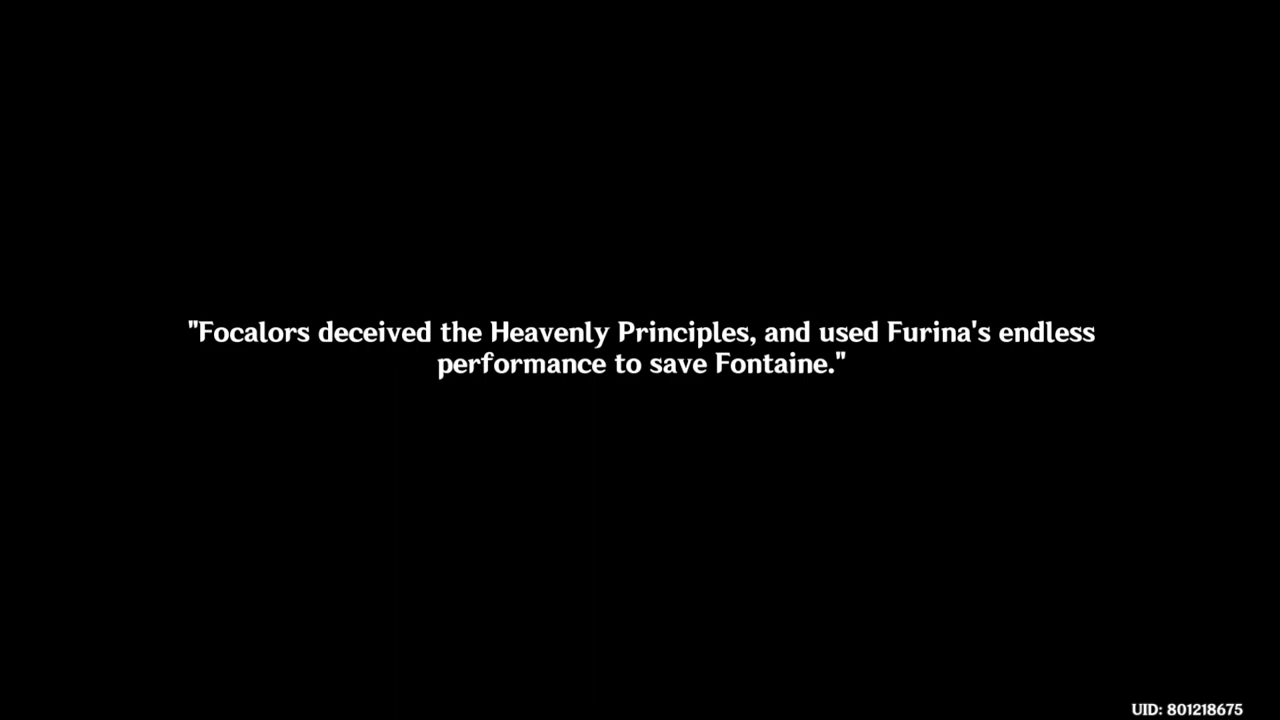 "Focalors deceived the Heavenly Principles, and used Furina's endless
performance to save Fontaine."
UID: 801218675